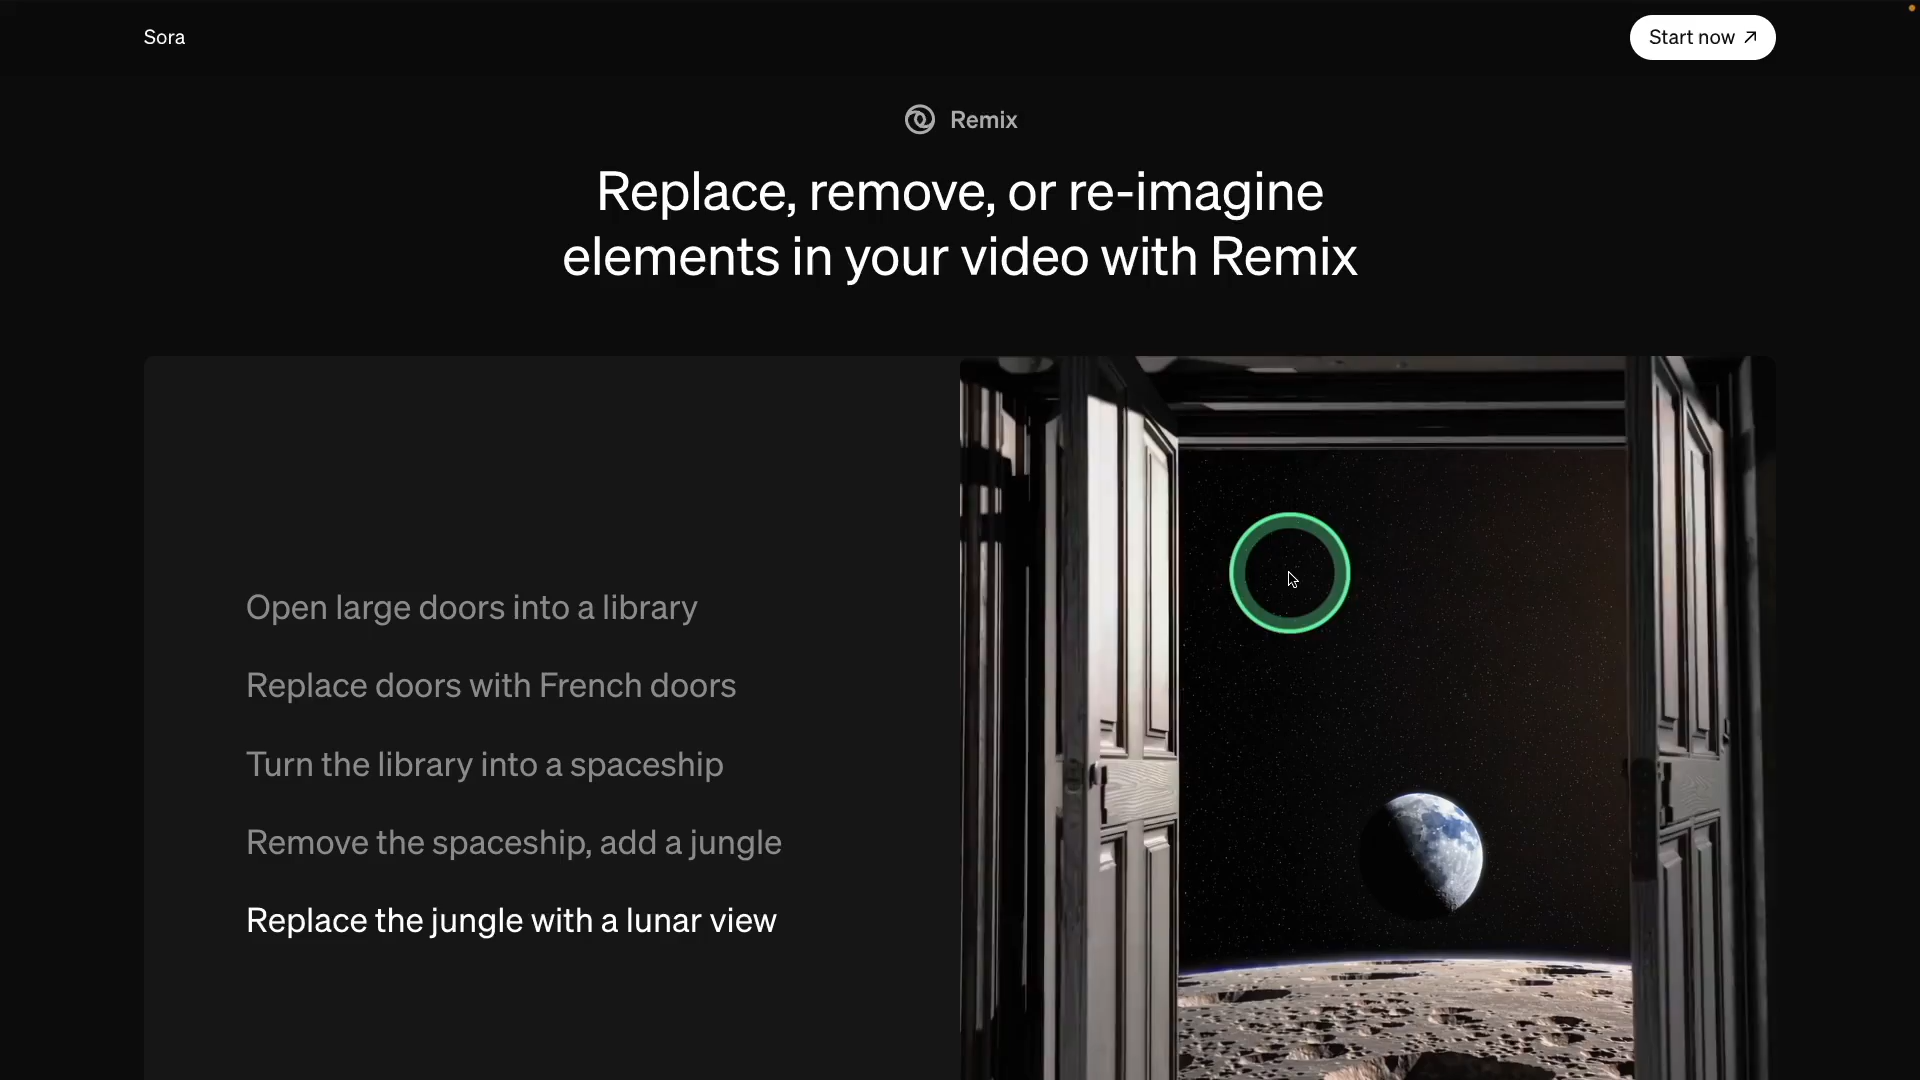 Sora
Start now
Remix
Replace, remove, or re-imagine
elements in your video with Remix
Open large doors into a library
Replace doors with French doors
Turn the library into a spaceship
Remove the spaceship, add a jungle
Replace the jungle with a lunar view